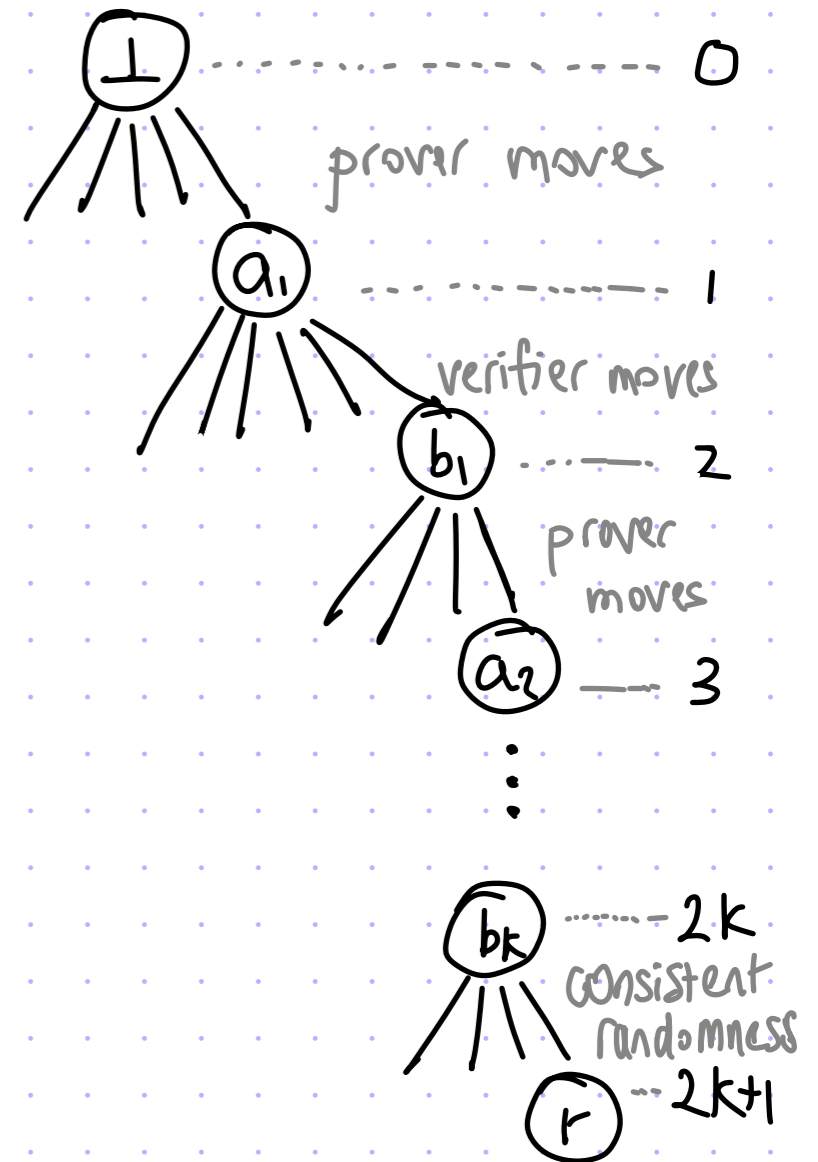 ⊥ 0
prover moves
a₁ 1
verifier moves
b₁ 2
prover
moves
a₂ 3
bₖ 2k
consistent
randomness
r 2k+1